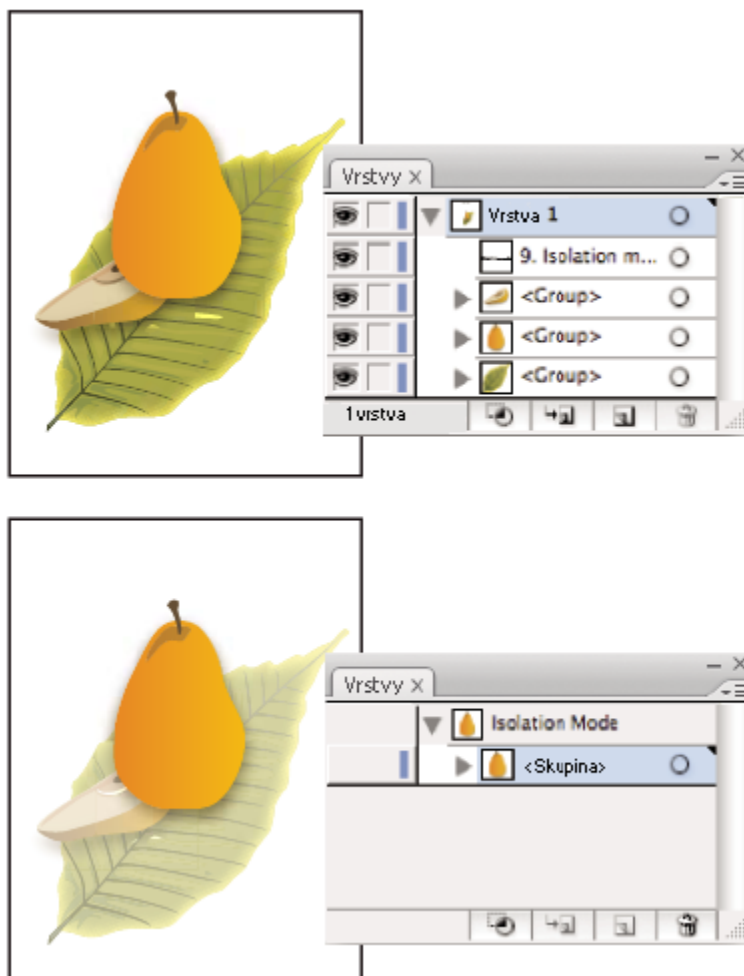 Vrstvy
Vrstva 1
9. Isolation m...
<Group>
<Group>
<Group>
1 vrstva
Vrstvy
Isolation Mode
<Skupina>